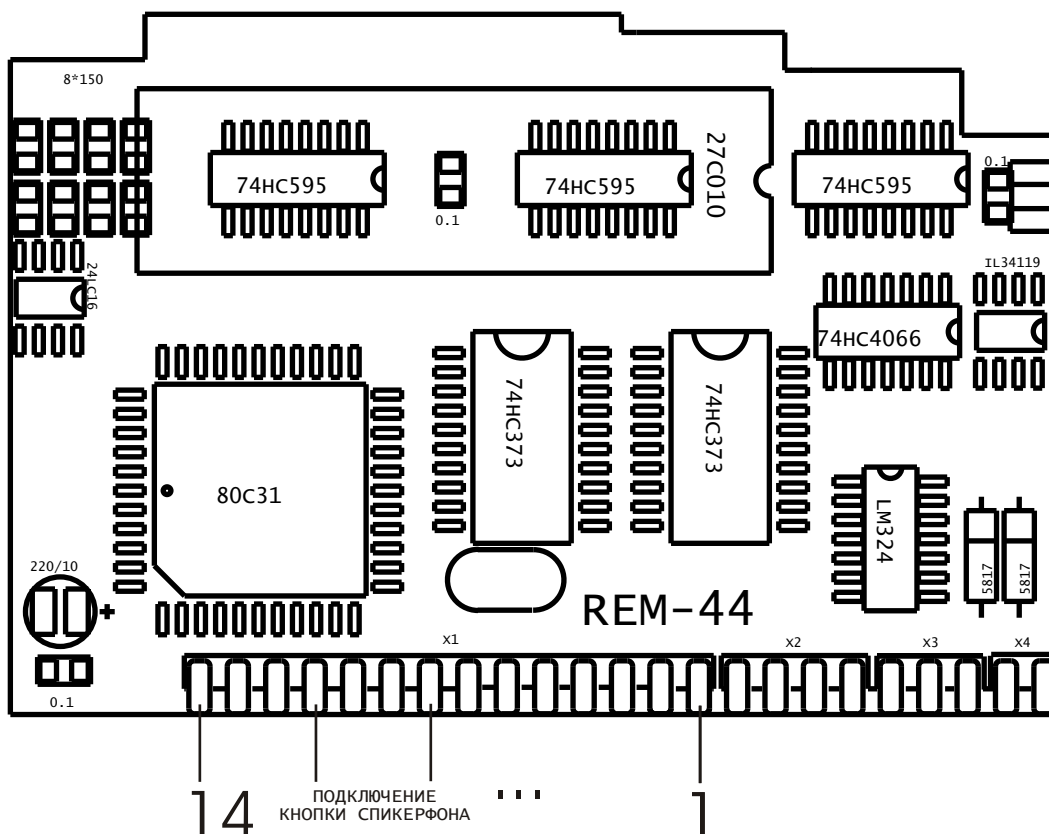 8*150
74HC595
0.1
74HC595
27C010
74HC595
0.1
24LC16
IL34119
74HC4066
74HC373
74HC373
80C31
LM324
220/10
5817
5817
REM-44
X1
X2
X3
X4
0.1
14
ПОДКЛЮЧЕНИЕ
КНОПКИ СПИКЕРФОНА
...
1